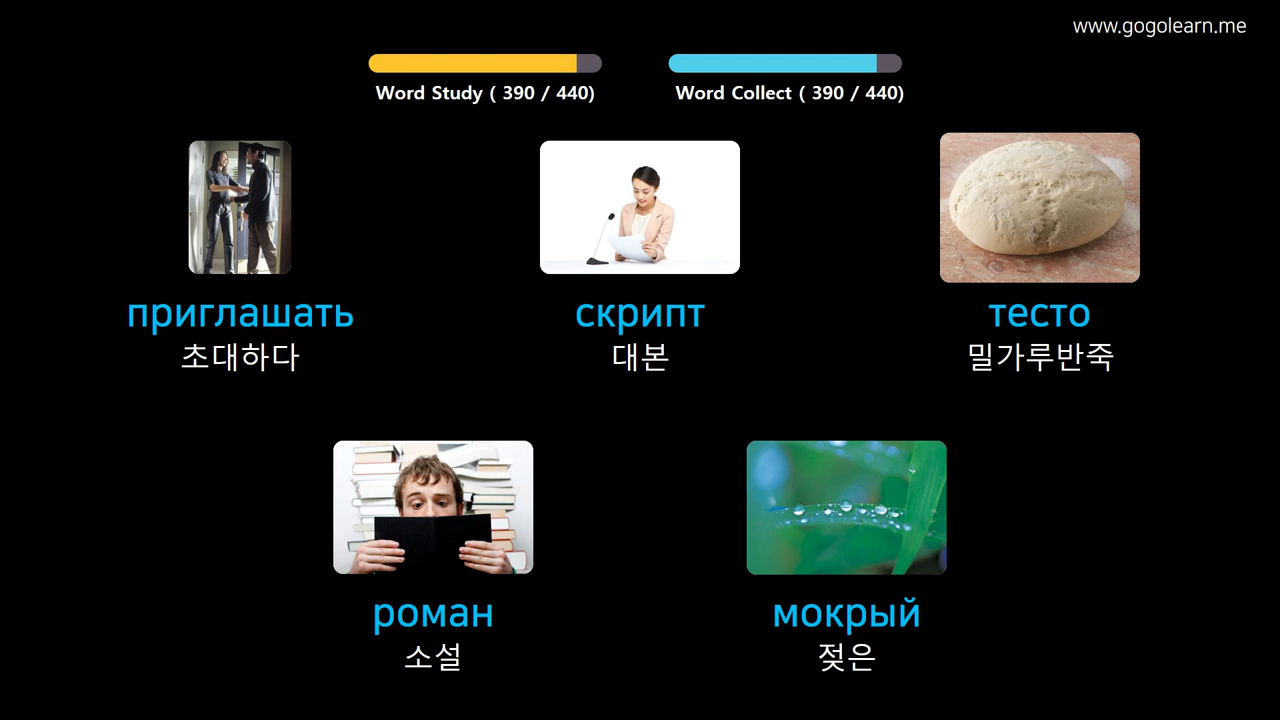 www.gogolearn.me
Word Study ( 390 / 440)
Word Collect ( 390 / 440)
приглашать
초대하다
скрипт
대본
тесто
밀가루반죽
роман
소설
мокрый
젖은